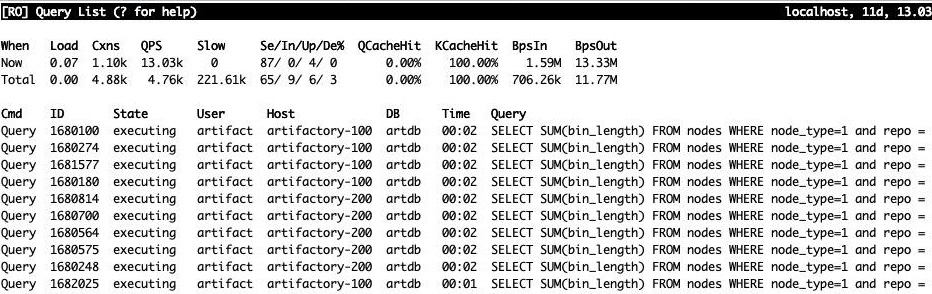 [RO] Query List (? for help) localhost, 11d, 13.03
When Load Cxns QPS Slow Se/In/Up/De% QCacheHit KCacheHit BpsIn BpsOut
Now 0.07 1.10k 13.03k 0 87/ 0/ 4/ 0 0.00% 100.00% 1.59M 13.33M
Total 0.00 4.88k 4.76k 221.61k 65/ 9/ 6/ 3 0.00% 100.00% 706.26k 11.77M
Cmd ID State User Host DB Time Query
Query 1680100 executing artifact artifactory-100 artdb 00:02 SELECT SUM(bin_length) FROM nodes WHERE node_type=1 and repo =
Query 1680274 executing artifact artifactory-100 artdb 00:02 SELECT SUM(bin_length) FROM nodes WHERE node_type=1 and repo =
Query 1681577 executing artifact artifactory-100 artdb 00:02 SELECT SUM(bin_length) FROM nodes WHERE node_type=1 and repo =
Query 1680180 executing artifact artifactory-100 artdb 00:02 SELECT SUM(bin_length) FROM nodes WHERE node_type=1 and repo =
Query 1680814 executing artifact artifactory-200 artdb 00:02 SELECT SUM(bin_length) FROM nodes WHERE node_type=1 and repo =
Query 1680700 executing artifact artifactory-200 artdb 00:02 SELECT SUM(bin_length) FROM nodes WHERE node_type=1 and repo =
Query 1680564 executing artifact artifactory-200 artdb 00:02 SELECT SUM(bin_length) FROM nodes WHERE node_type=1 and repo =
Query 1680575 executing artifact artifactory-200 artdb 00:02 SELECT SUM(bin_length) FROM nodes WHERE node_type=1 and repo =
Query 1680248 executing artifact artifactory-200 artdb 00:02 SELECT SUM(bin_length) FROM nodes WHERE node_type=1 and repo =
Query 1682025 executing artifact artifactory-100 artdb 00:01 SELECT SUM(bin_length) FROM nodes WHERE node_type=1 and repo =